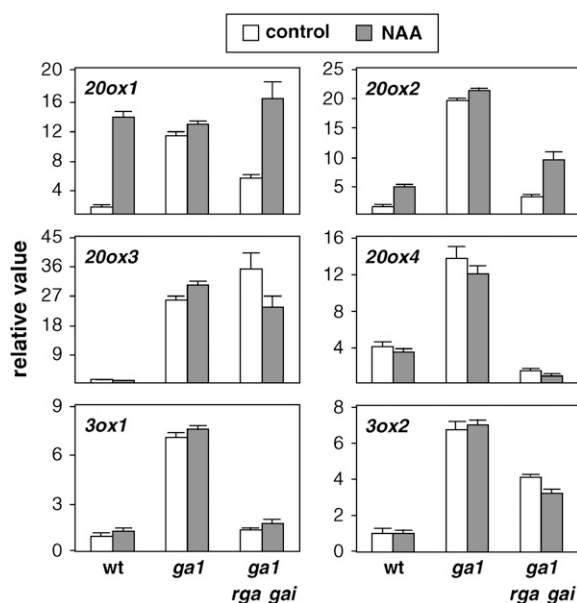 control NAA
relative value
20ox1
20
16
12
8
4
20ox2
25
20
15
10
5
20ox3
45
36
27
18
9
20ox4
16
12
8
4
3ox1
9
6
3
0
3ox2
8
6
4
2
0
wt ga1 ga1
rga gai
wt ga1 ga1
rga gai